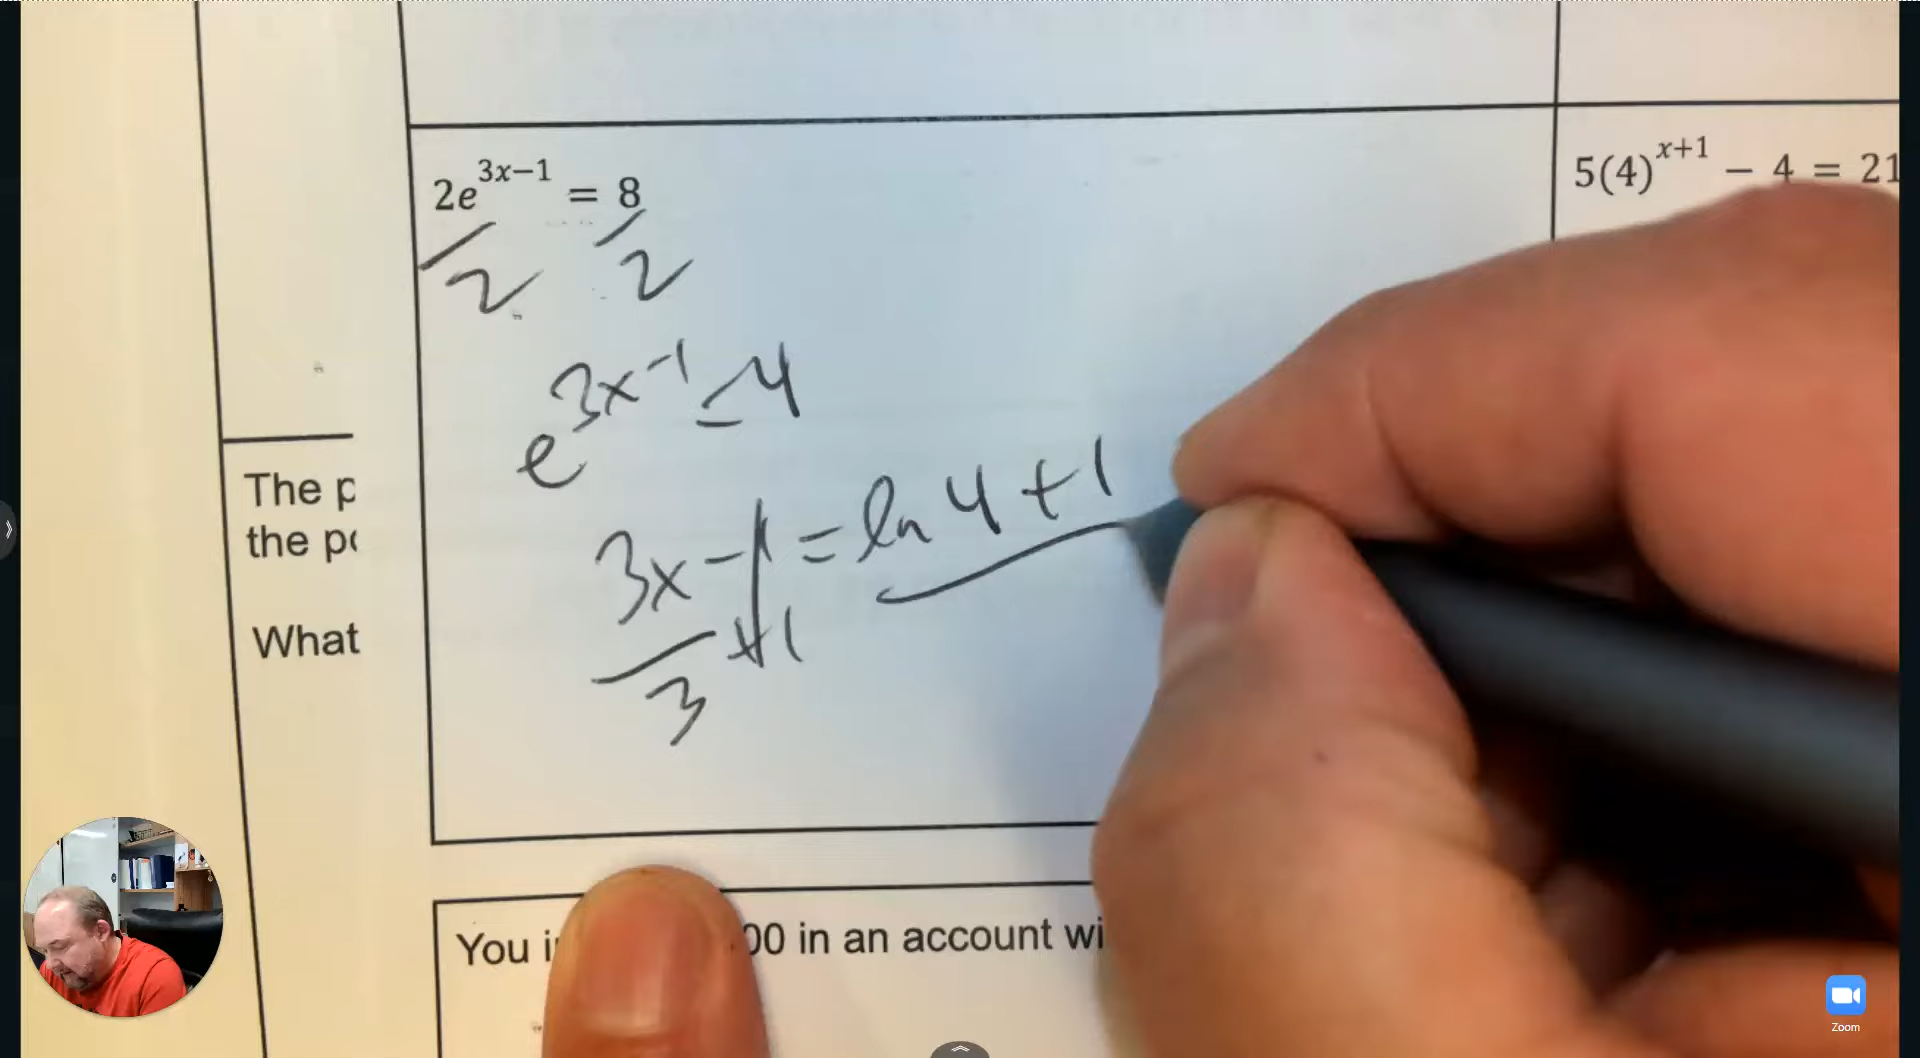 2e^{3x−1} = 8
2 2
5(4)^{x+1} − 4 = 21
e^{3x-1} = 4
3x - 1 = ln 4 + 1
+1
3
The p
the po
What
You i 00 in an account wi
Zoom